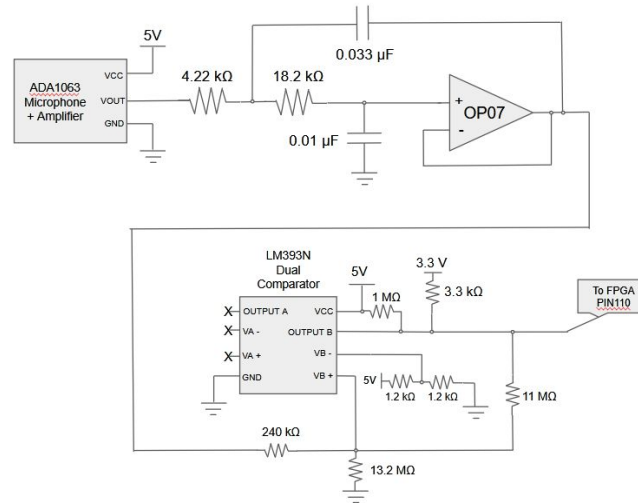 5V
0.033 µF
4.22 kΩ
18.2 kΩ
VCC
ADA1063
Microphone
+ Amplifier
VOUT
GND
0.01 µF
+
OP07
-
LM393N
Dual
Comparator
5V
3.3 V
3.3 kΩ
1 MΩ
To FPGA
PIN110
X OUTPUT A
VCC
X VA -
OUTPUT B
X VA +
VB -
GND
VB +
5V
1.2 kΩ
1.2 kΩ
11 MΩ
240 kΩ
13.2 MΩ